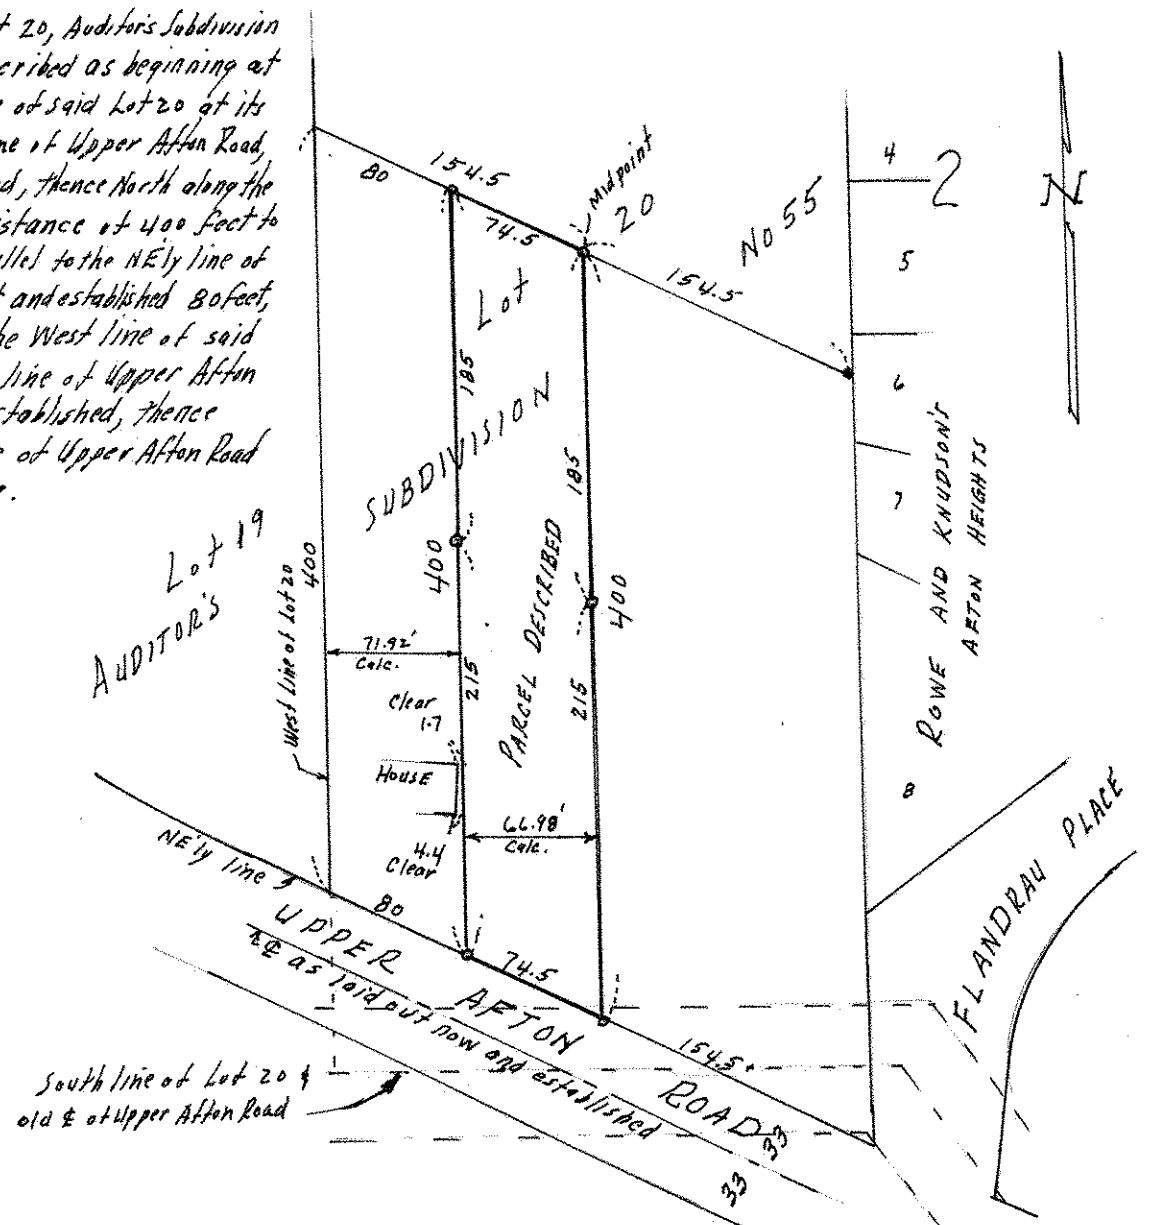 t 20, Auditor's Subdivision
cribed as beginning at
e of said Lot 20 at its
ne of Upper Afton Road,
ed, thence North along the
istance of 400 feet to
allel to the NE'ly line of
t and established 80 feet,
the West line of said
line of Upper Afton
stablished, thence
e of Upper Afton Road
154.5
80
74.5
Midpoint
20
Lot
No 55
154.5
2
N
4
5
6
7
8
185
185
SUBDIVISION
Lot 19
AUDITOR'S
West line of Lot 20
400
400
400
PARCEL DESCRIBED
ROWE AND KNUDSON'S
AFTON HEIGHTS
71.92'
Calc.
215
215
Clear
1.7
HOUSE
66.98'
Calc.
4.4
Clear
NE'ly line
80
74.5
154.5
UPPER AFTON ROAD
℄ as laid out now and established
33
33
FLANDRAU PLACE
South line of Lot 20 &
old ℄ of Upper Afton Road